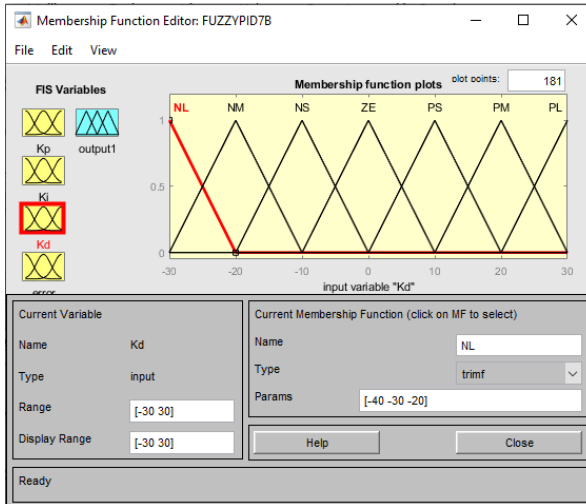 Membership Function Editor: FUZZYPID7B
File Edit View
FIS Variables
Kp output1
Ki
Kd
error
Membership function plots plot points: 181
NL NM NS ZE PS PM PL
1
0.5
0
-30 -20 -10 0 10 20 30
input variable "Kd"
Current Variable
Name Kd
Type input
Range [-30 30]
Display Range [-30 30]
Current Membership Function (click on MF to select)
Name NL
Type trimf
Params [-40 -30 -20]
Help Close
Ready